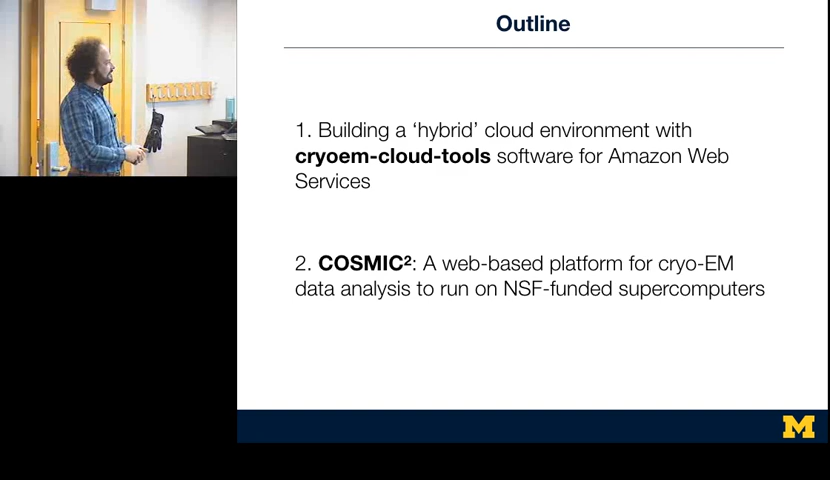 Outline
1. Building a ‘hybrid’ cloud environment with
cryoem-cloud-tools software for Amazon Web
Services
2. COSMIC²: A web-based platform for cryo-EM
data analysis to run on NSF-funded supercomputers
M